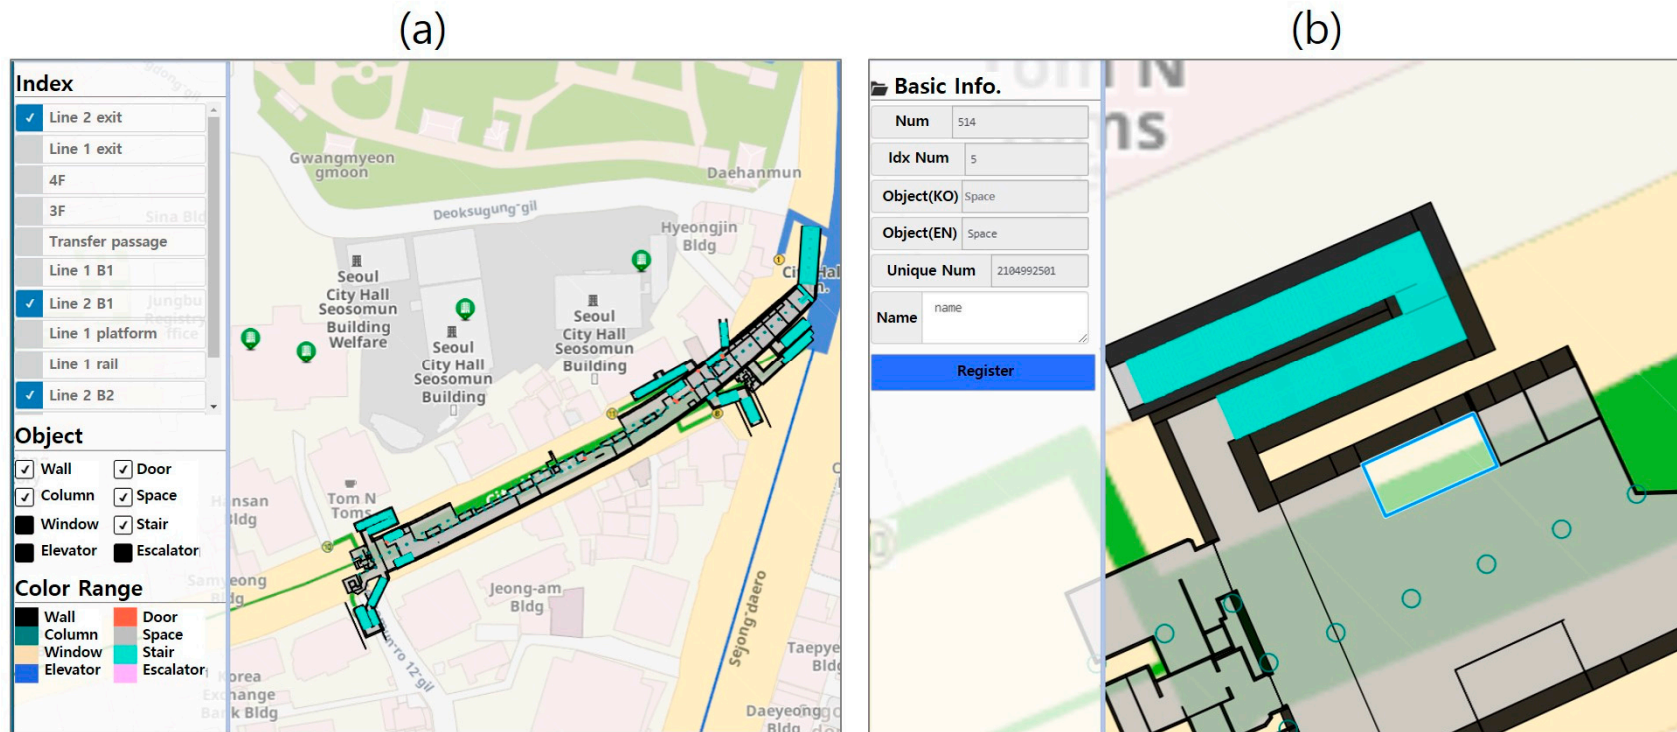 (a)
(b)
Index
Line 2 exit
Line 1 exit
4F
3F
Transfer passage
Line 1 B1
Line 2 B1
Line 1 platform
Line 1 rail
Line 2 B2
Object
Wall
Door
Column
Space
Window
Stair
Elevator
Escalator
Color Range
Wall
Door
Column
Space
Window
Stair
Elevator
Escalator
Gwangmyeon
gmoon
Daehanmun
Deoksugung-gil
Hyeongjin
Bldg
1
Seoul
City Hall
Seosomun
Building
Welfare
Seoul
City Hall
Seosomun
Building
Seoul
City Hall
Seosomun
Building
Tom N
Toms
11
8
10
Jeong-am
Bldg
Sejong-daero
Korea
Exchange
Bank Bldg
Daeyeong
Basic Info.
Num
514
Idx Num
5
Object(KO)
Space
Object(EN)
Space
Unique Num
2104992501
Name
name
Register